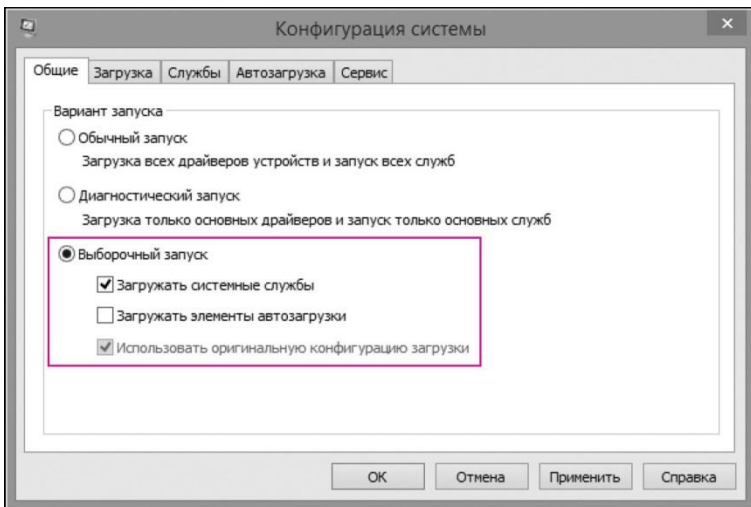 Конфигурация системы
Общие Загрузка Службы Автозагрузка Сервис
Вариант запуска
Обычный запуск
Загрузка всех драйверов устройств и запуск всех служб
Диагностический запуск
Загрузка только основных драйверов и запуск только основных служб
Выборочный запуск
Загружать системные службы
Загружать элементы автозагрузки
Использовать оригинальную конфигурацию загрузки
ОК Отмена Применить Справка